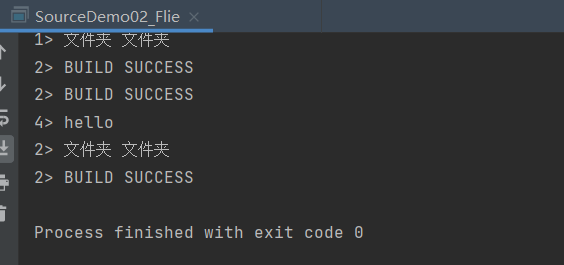 SourceDemo02_Flie
1> 文件夹 文件夹
2> BUILD SUCCESS
2> BUILD SUCCESS
4> hello
2> 文件夹 文件夹
2> BUILD SUCCESS
Process finished with exit code 0